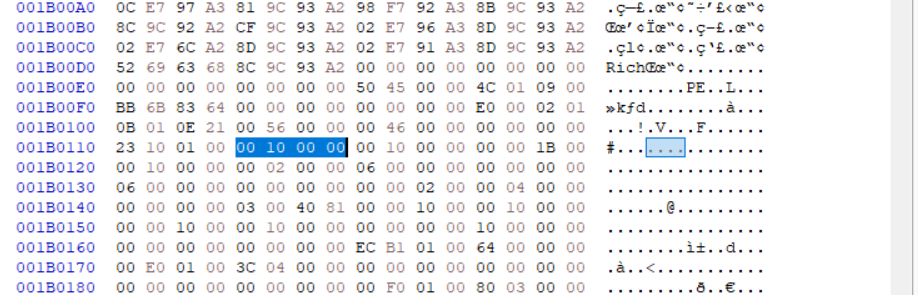 001B00A0 0C E7 97 A3 81 9C 93 A2 98 F7 92 A3 8B 9C 93 A2 .ç—£.œ“¢˜÷’£‹œ“¢
001B00B0 8C 9C 92 A2 CF 9C 93 A2 02 E7 96 A3 8D 9C 93 A2 Œœ’¢Ïœ“¢.ç–£.œ“¢
001B00C0 02 E7 6C A2 8D 9C 93 A2 02 E7 91 A3 8D 9C 93 A2 .çl¢.œ“¢.ç‘£.œ“¢
001B00D0 52 69 63 68 8C 9C 93 A2 00 00 00 00 00 00 00 00 RichŒœ“¢........
001B00E0 00 00 00 00 00 00 00 00 50 45 00 00 4C 01 09 00 ........PE..L...
001B00F0 BB 6B 83 64 00 00 00 00 00 00 00 00 E0 00 02 01 »kƒd........à...
001B0100 0B 01 0E 21 00 56 00 00 00 46 00 00 00 00 00 00 ...!.V...F......
001B0110 23 10 01 00 00 10 00 00 00 10 00 00 00 00 1B 00 #...............
001B0120 00 10 00 00 00 02 00 00 06 00 00 00 00 00 00 00 ................
001B0130 06 00 00 00 00 00 00 00 00 00 02 00 00 04 00 00 ................
001B0140 00 00 00 00 03 00 40 81 00 00 10 00 00 10 00 00 ......@.........
001B0150 00 00 10 00 00 10 00 00 00 00 00 00 10 00 00 00 ................
001B0160 00 00 00 00 00 00 00 00 EC B1 01 00 64 00 00 00 ........ì±..d...
001B0170 00 E0 01 00 3C 04 00 00 00 00 00 00 00 00 00 00 .à..<...........
001B0180 00 00 00 00 00 00 00 00 00 F0 01 00 80 03 00 00 .........ð..€...